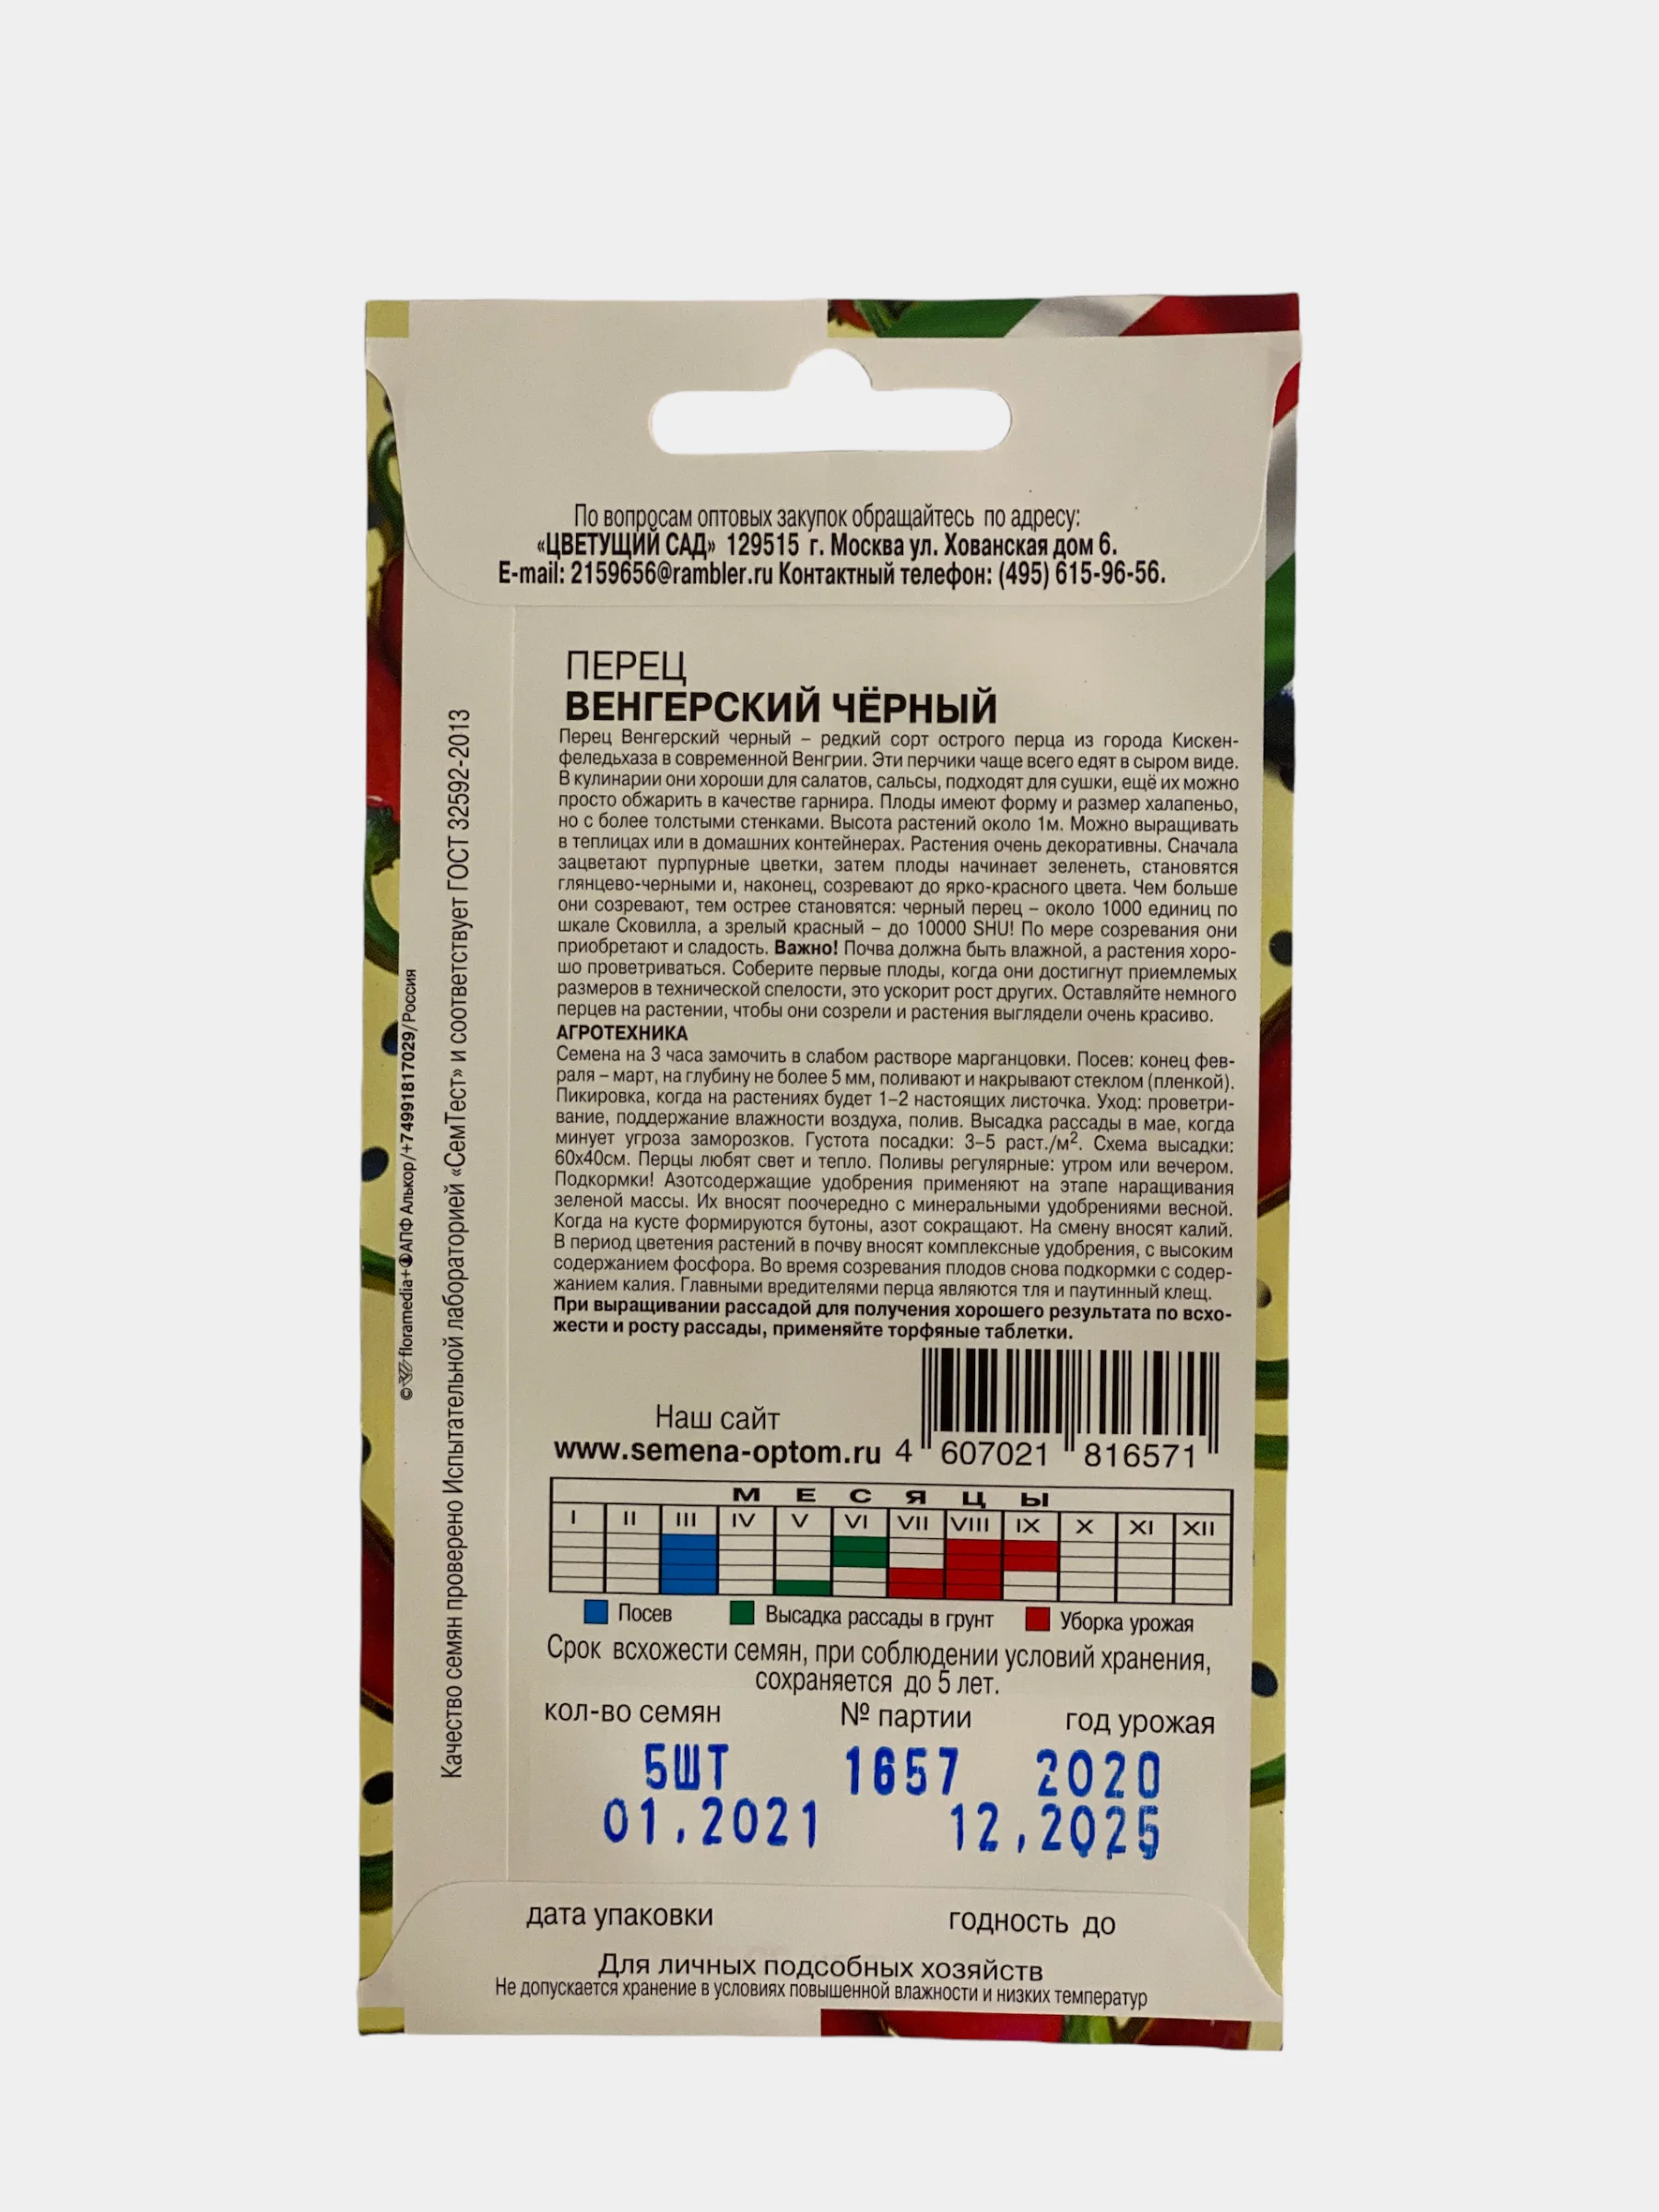 По вопросам оптовых закупок обращайтесь по адресу:
«ЦВЕТУЩИЙ САД» 129515 г. Москва ул. Хованская дом 6.
E-mail: 2159656@rambler.ru Контактный телефон: (495) 615-96-56.
ПЕРЕЦ
ВЕНГЕРСКИЙ ЧЁРНЫЙ
Перец Венгерский черный – редкий сорт острого перца из города Кискен-
феледьхаза в современной Венгрии. Эти перчики чаще всего едят в сыром виде.
В кулинарии они хороши для салатов, сальсы, подходят для сушки, ещё их можно
просто обжарить в качестве гарнира. Плоды имеют форму и размер халапеньо,
но с более толстыми стенками. Высота растений около 1м. Можно выращивать
в теплицах или в домашних контейнерах. Растения очень декоративны. Сначала
зацветают пурпурные цветки, затем плоды начинает зеленеть, становятся
глянцево-черными и, наконец, созревают до ярко-красного цвета. Чем больше
они созревают, тем острее становятся: черный перец – около 1000 единиц по
шкале Сковилла, а зрелый красный – до 10000 SHU! По мере созревания они
приобретают и сладость. Важно! Почва должна быть влажной, а растения хоро-
шо проветриваться. Соберите первые плоды, когда они достигнут приемлемых
размеров в технической спелости, это ускорит рост других. Оставляйте немного
перцев на растении, чтобы они созрели и растения выглядели очень красиво.
АГРОТЕХНИКА
Семена на 3 часа замочить в слабом растворе марганцовки. Посев: конец фев-
раля – март, на глубину не более 5 мм, поливают и накрывают стеклом (пленкой).
Пикировка, когда на растениях будет 1–2 настоящих листочка. Уход: проветри-
вание, поддержание влажности воздуха, полив. Высадка рассады в мае, когда
минует угроза заморозков. Густота посадки: 3–5 раст./м². Схема высадки:
60х40см. Перцы любят свет и тепло. Поливы регулярные: утром или вечером.
Подкормки! Азотсодержащие удобрения применяют на этапе наращивания
зеленой массы. Их вносят поочередно с минеральными удобрениями весной.
Когда на кусте формируются бутоны, азот сокращают. На смену вносят калий.
В период цветения растений в почву вносят комплексные удобрения, с высоким
содержанием фосфора. Во время созревания плодов снова подкормки с содер-
жанием калия. Главными вредителями перца являются тля и паутинный клещ.
При выращивании рассадой для получения хорошего результата по всхо-
жести и росту рассады, применяйте торфяные таблетки.
Наш сайт
www.semena-optom.ru
4 607021 816571
МЕСЯЦЫ
I II III IV V VI VII VIII IX X XI XII
Посев Высадка рассады в грунт Уборка урожая
Срок всхожести семян, при соблюдении условий хранения,
сохраняется до 5 лет.
кол-во семян № партии год урожая
5ШТ 1657 2020
01.2021 12.2025
дата упаковки годность до
Для личных подсобных хозяйств
Не допускается хранение в условиях повышенной влажности и низких температур
Качество семян проверено Испытательной лабораторией «СемТест» и соответствует ГОСТ 32592-2013
© floramedia+АПФ Алькор/+74991817029/Россия